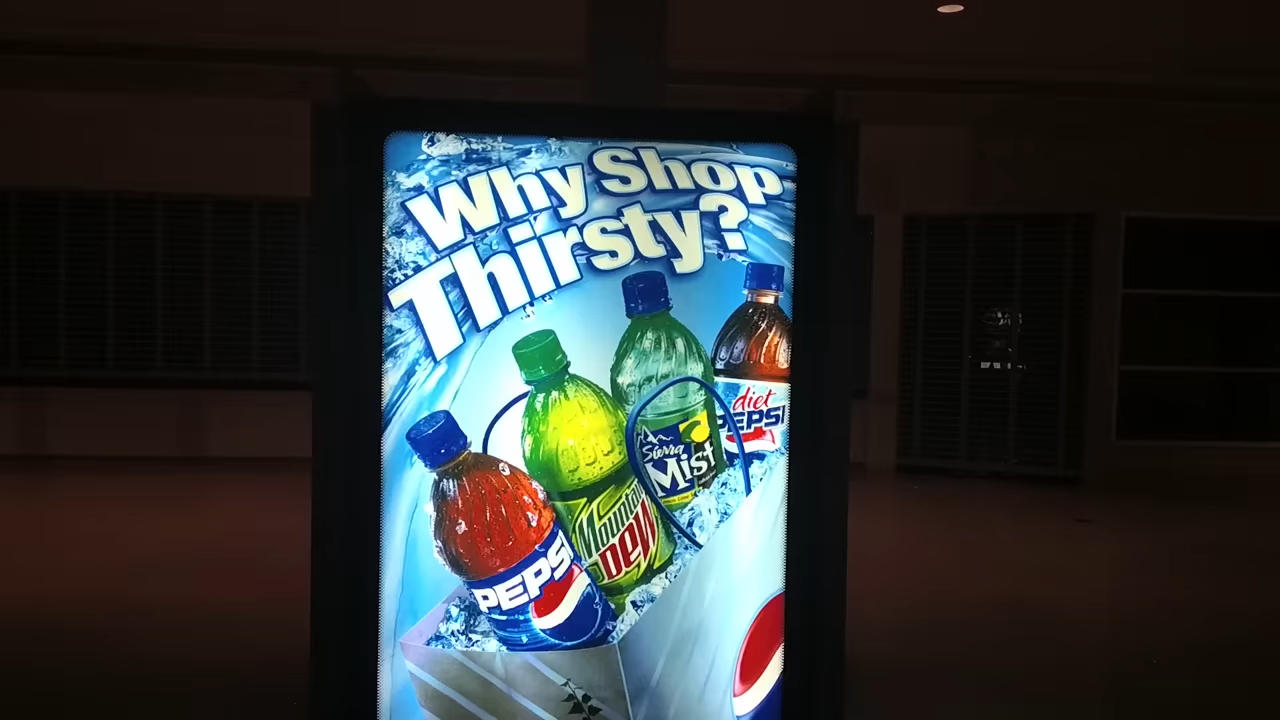 Why Shop
Thirsty?
diet
PEPSI
Sierra
Mist
Mountain
Dew
PEPSI